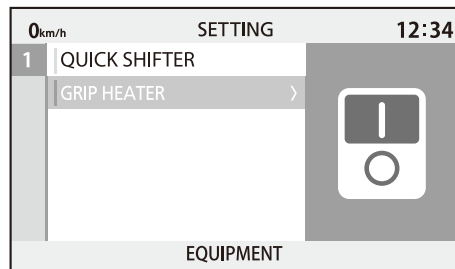 0km/h SETTING 12:34
1 QUICK SHIFTER
GRIP HEATER 〉
EQUIPMENT